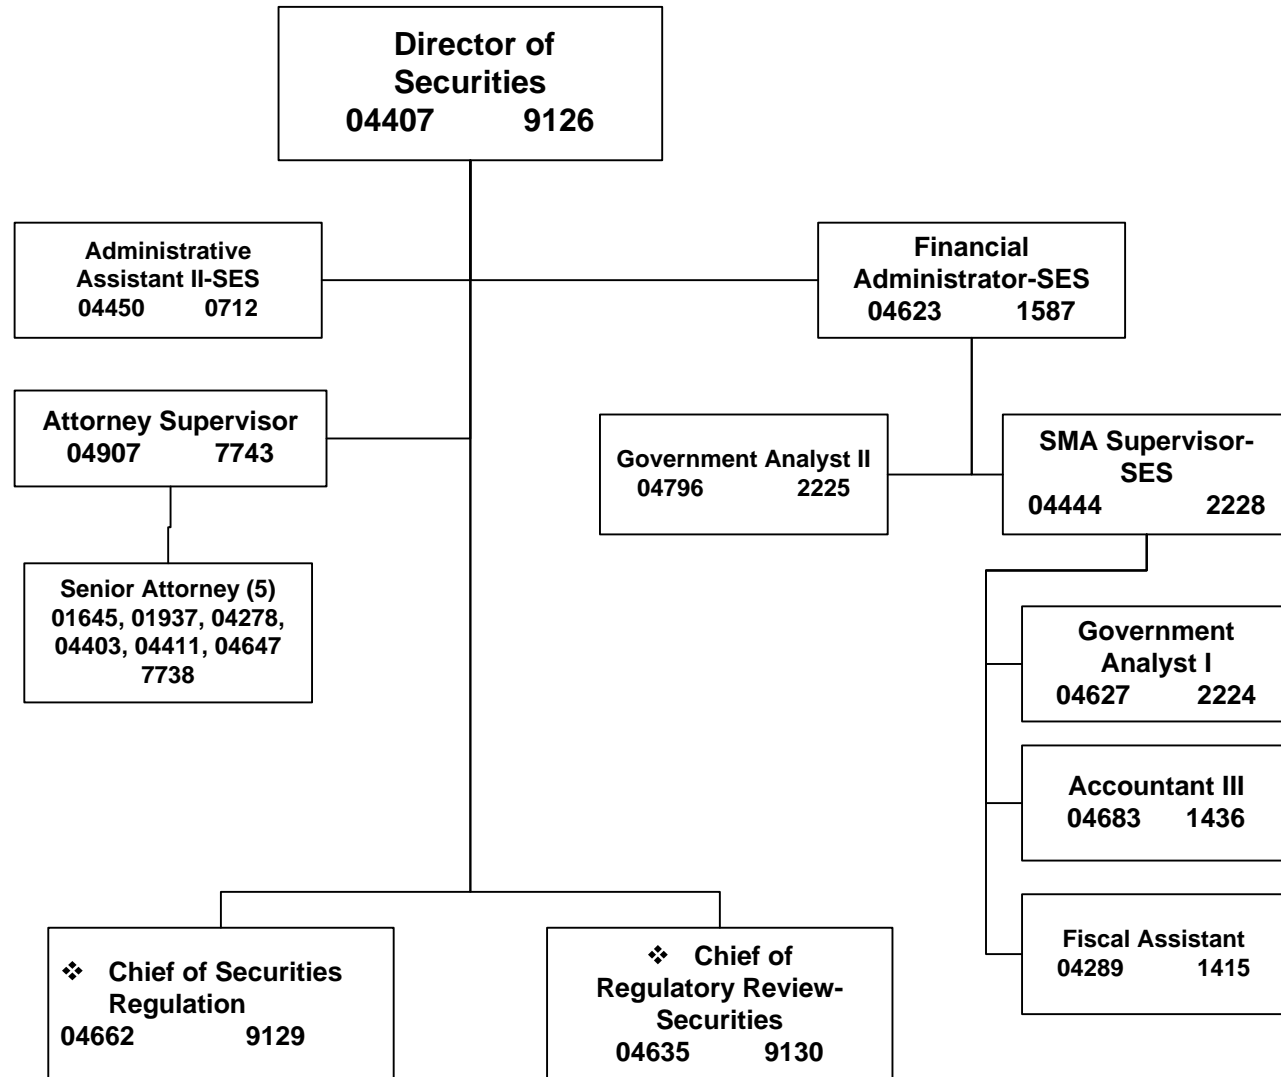 Director of
Securities
04407 9126
Administrative
Assistant II-SES
04450 0712
Financial
Administrator-SES
04623 1587
Attorney Supervisor
04907 7743
Government Analyst II
04796 2225
SMA Supervisor-
SES
04444 2228
Senior Attorney (5)
01645, 01937, 04278,
04403, 04411, 04647
7738
Government
Analyst I
04627 2224
Accountant III
04683 1436
Fiscal Assistant
04289 1415
❖ Chief of Securities
Regulation
04662 9129
❖ Chief of
Regulatory Review-
Securities
04635 9130